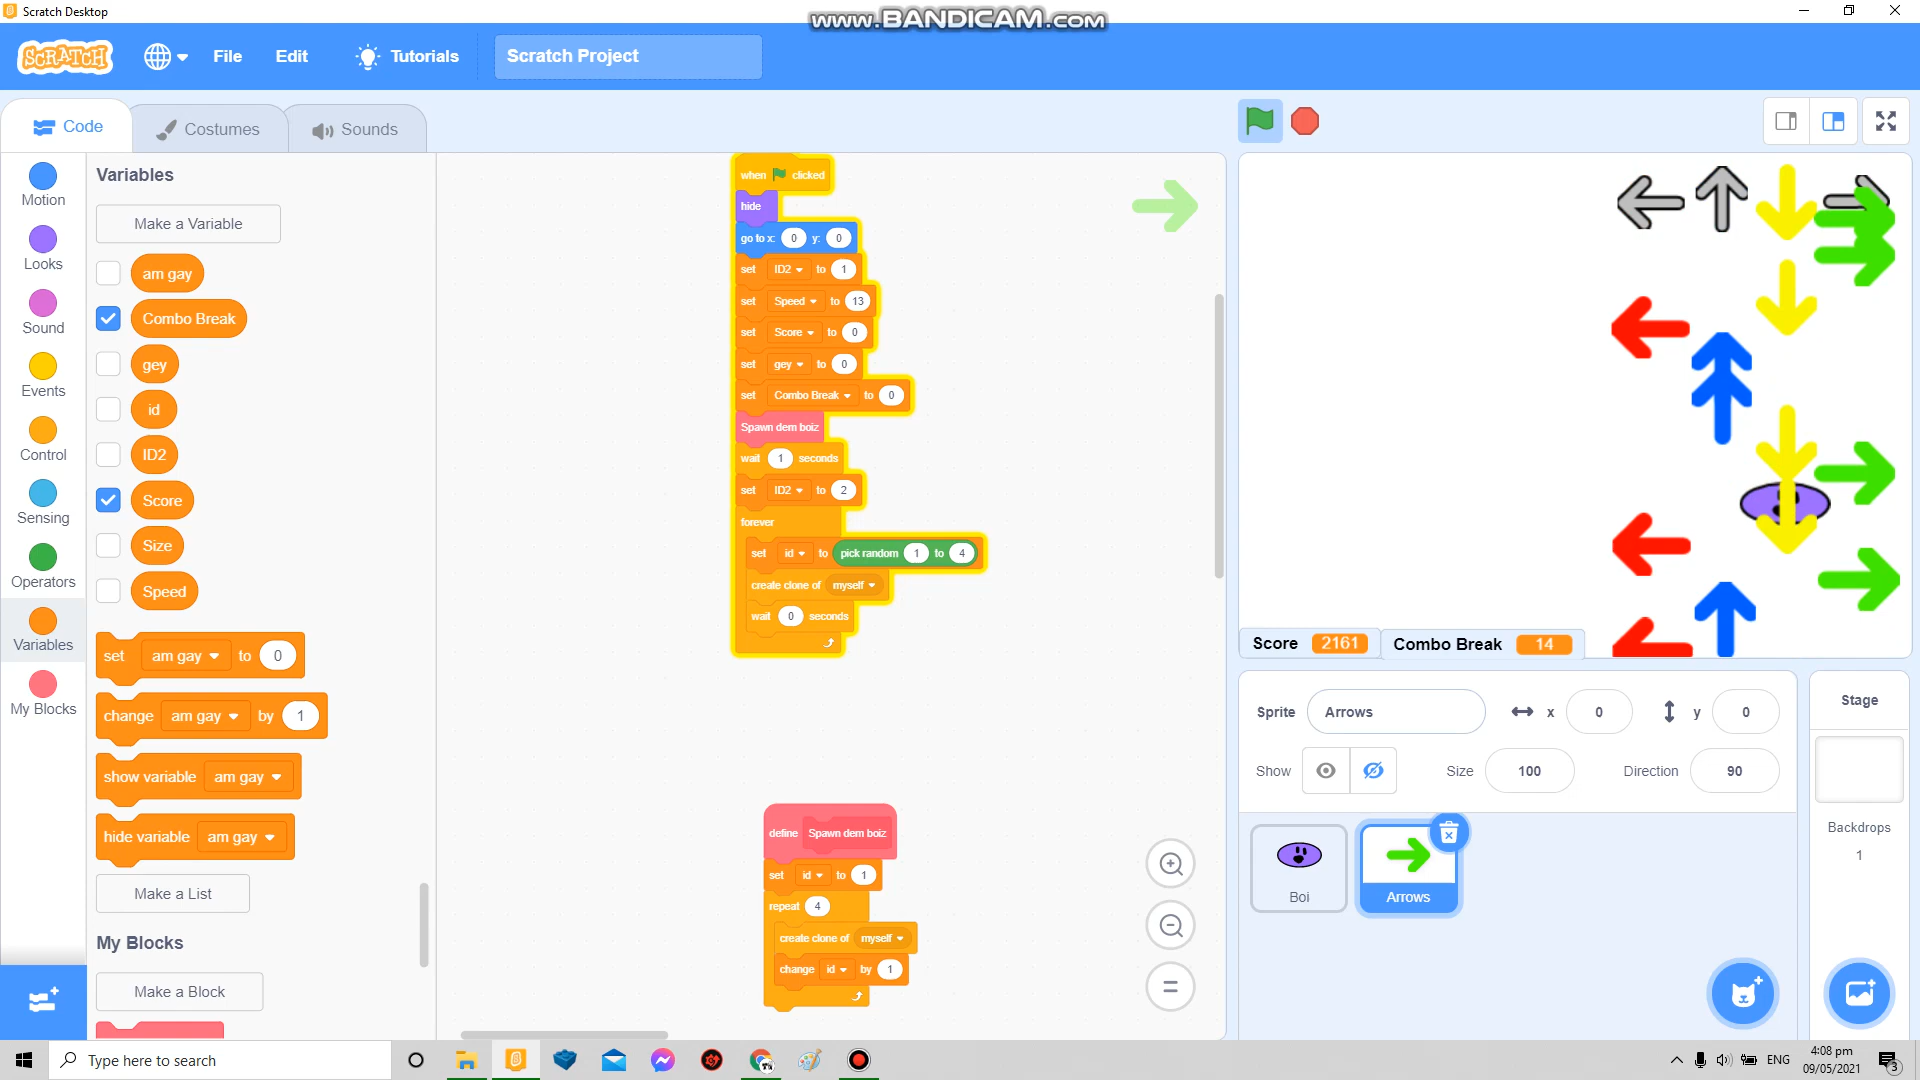 Scratch Desktop
www.BANDICAM.com
SCRATCH
File
Edit
Tutorials
Scratch Project
Code
Costumes
Sounds
Motion
Looks
Sound
Events
Control
Sensing
Operators
Variables
My Blocks
Variables
Make a Variable
am gay
Combo Break
gey
id
ID2
Score
Size
Speed
set am gay to 0
change am gay by 1
show variable am gay
hide variable am gay
Make a List
My Blocks
Make a Block
when clicked
hide
go to x: 0 y: 0
set ID2 to 1
set Speed to 13
set Score to 0
set gey to 0
set Combo Break to 0
Spawn dem boiz
wait 1 seconds
set ID2 to 2
forever
set id to pick random 1 to 4
create clone of myself
wait 0 seconds
define Spawn dem boiz
set id to 1
repeat 4
create clone of myself
change id by 1
Score 2161 Combo Break 14
Sprite Arrows x 0 y 0
Show Size 100 Direction 90
Boi
Arrows
Stage
Backdrops
1
Type here to search
ENG
4:08 pm
09/05/2021
3